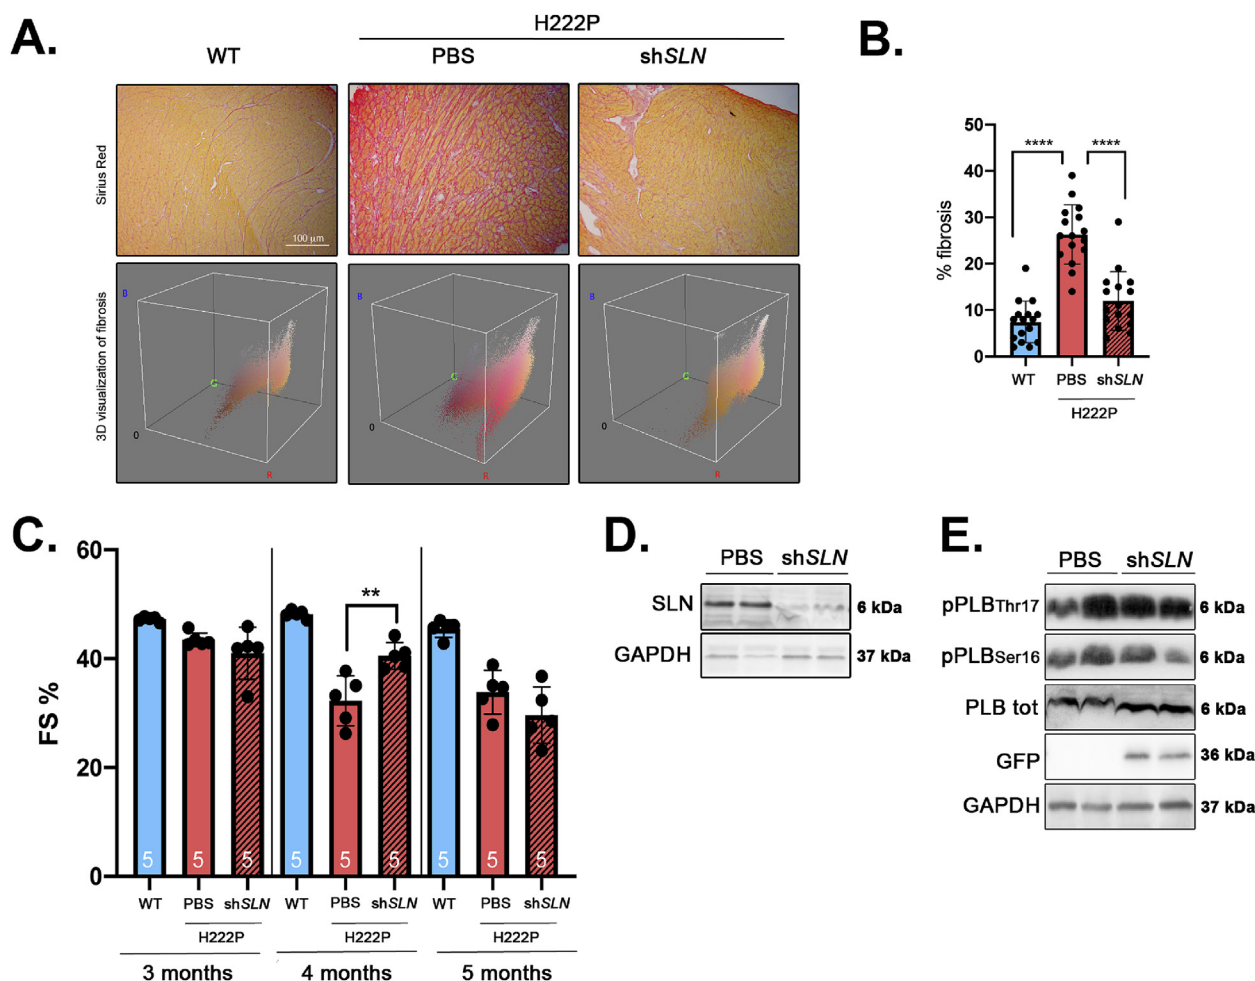 A.
H222P
WT
PBS
shSLN
Sirius Red
100 µm
3D visualization of fibrosis
B
G
0
R
B
G
0
R
B
G
0
R
B.
% fibrosis
50
40
30
20
10
0
****
****
WT
PBS
shSLN
H222P
C.
FS %
60
40
20
0
**
5
5
5
5
5
5
5
5
5
WT
PBS
shSLN
WT
PBS
shSLN
WT
PBS
shSLN
H222P
H222P
H222P
3 months
4 months
5 months
D.
PBS
shSLN
SLN
6 kDa
GAPDH
37 kDa
E.
PBS
shSLN
pPLBThr17
6 kDa
pPLBSer16
6 kDa
PLB tot
6 kDa
GFP
36 kDa
GAPDH
37 kDa